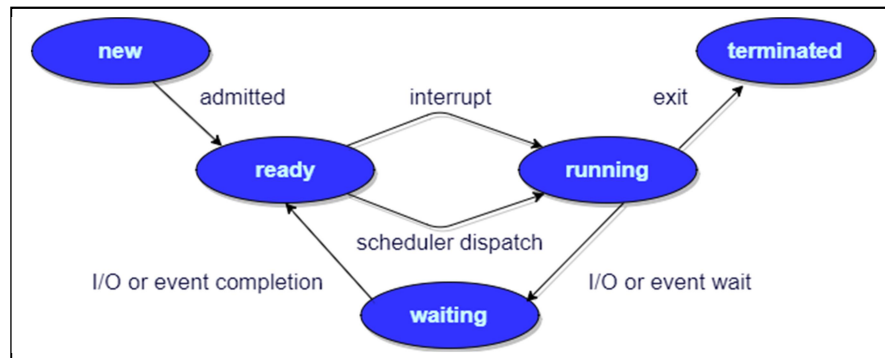 new
terminated
admitted
interrupt
exit
ready
running
scheduler dispatch
I/O or event completion
I/O or event wait
waiting